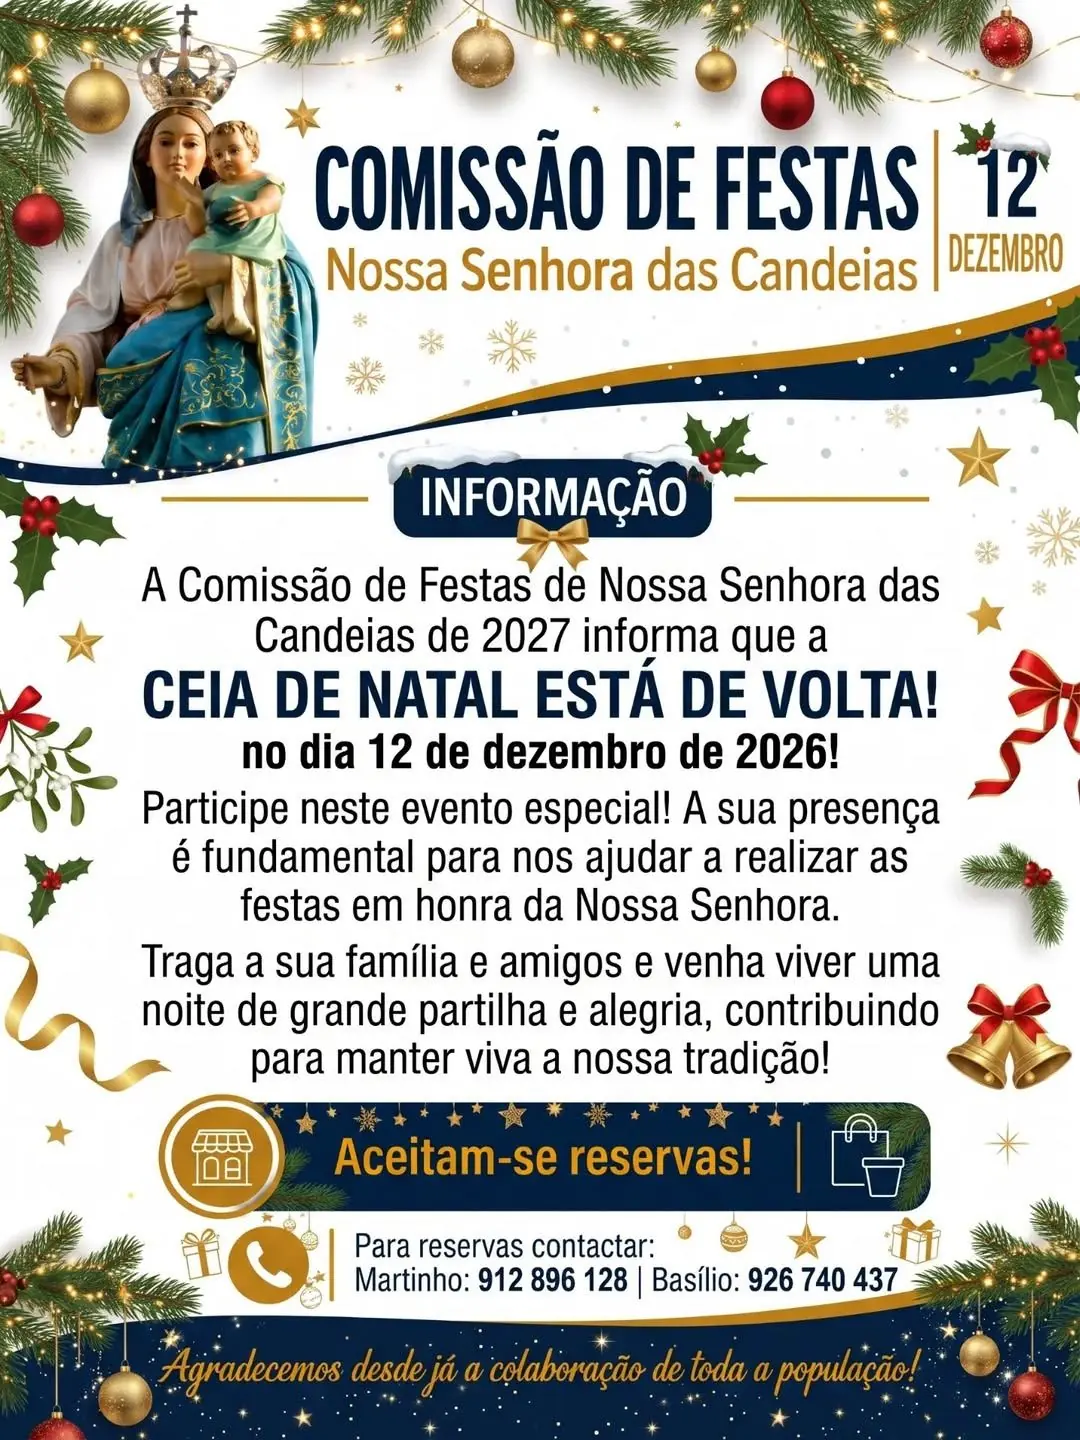 COMISSÃO DE FESTAS
Nossa Senhora das Candeias
12
DEZEMBRO
INFORMAÇÃO
A Comissão de Festas de Nossa Senhora das
Candeias de 2027 informa que a
CEIA DE NATAL ESTÁ DE VOLTA!
no dia 12 de dezembro de 2026!
Participe neste evento especial! A sua presença
é fundamental para nos ajudar a realizar as
festas em honra da Nossa Senhora.
Traga a sua família e amigos e venha viver uma
noite de grande partilha e alegria, contribuindo
para manter viva a nossa tradição!
Aceitam-se reservas!
Para reservas contactar:
Martinho: 912 896 128 | Basílio: 926 740 437
Agradecemos desde já a colaboração de toda a população!